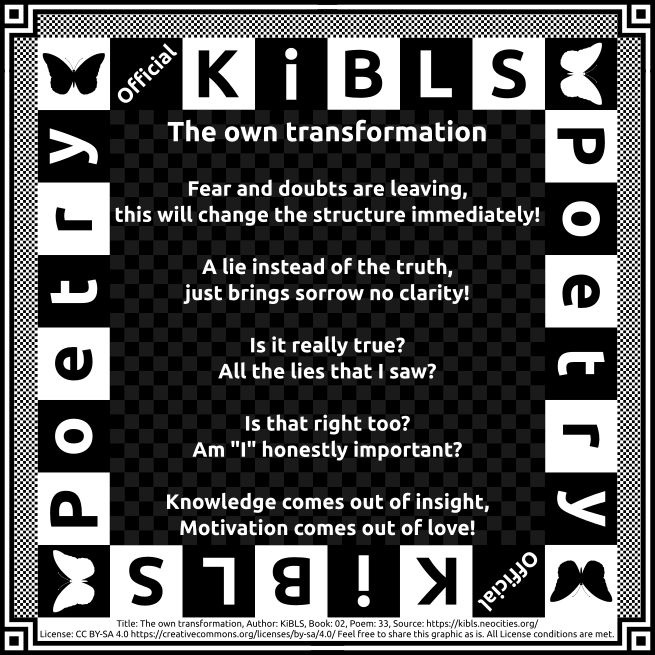 Official KiBLS
Poetry
Poetry
The own transformation
Fear and doubts are leaving,
this will change the structure immediately!
A lie instead of the truth,
just brings sorrow no clarity!
Is it really true?
All the lies that I saw?
Is that right too?
Am "I" honestly important?
Knowledge comes out of insight,
Motivation comes out of love!
Official KiBLS
Title: The own transformation, Author: KiBLS, Book: 02, Poem: 33, Source: https://kibls.neocities.org/
License: CC BY-SA 4.0 https://creativecommons.org/licenses/by-sa/4.0/ Feel free to share this graphic as is. All License conditions are met.